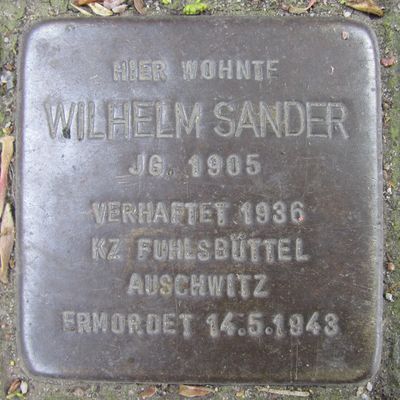 HIER WOHNTE
WILHELM SANDER
JG. 1905
VERHAFTET 1936
KZ FUHLSBÜTTEL
AUSCHWITZ
ERMORDET 14.5.1943